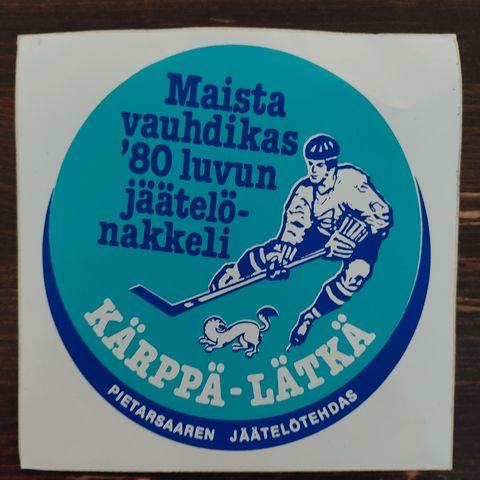 Maista
vauhdikas
'80 luvun
jäätelö-
nakkeli
KÄRPPÄ-LÄTKÄ
PIETARSAAREN JÄÄTELÖTEHDAS